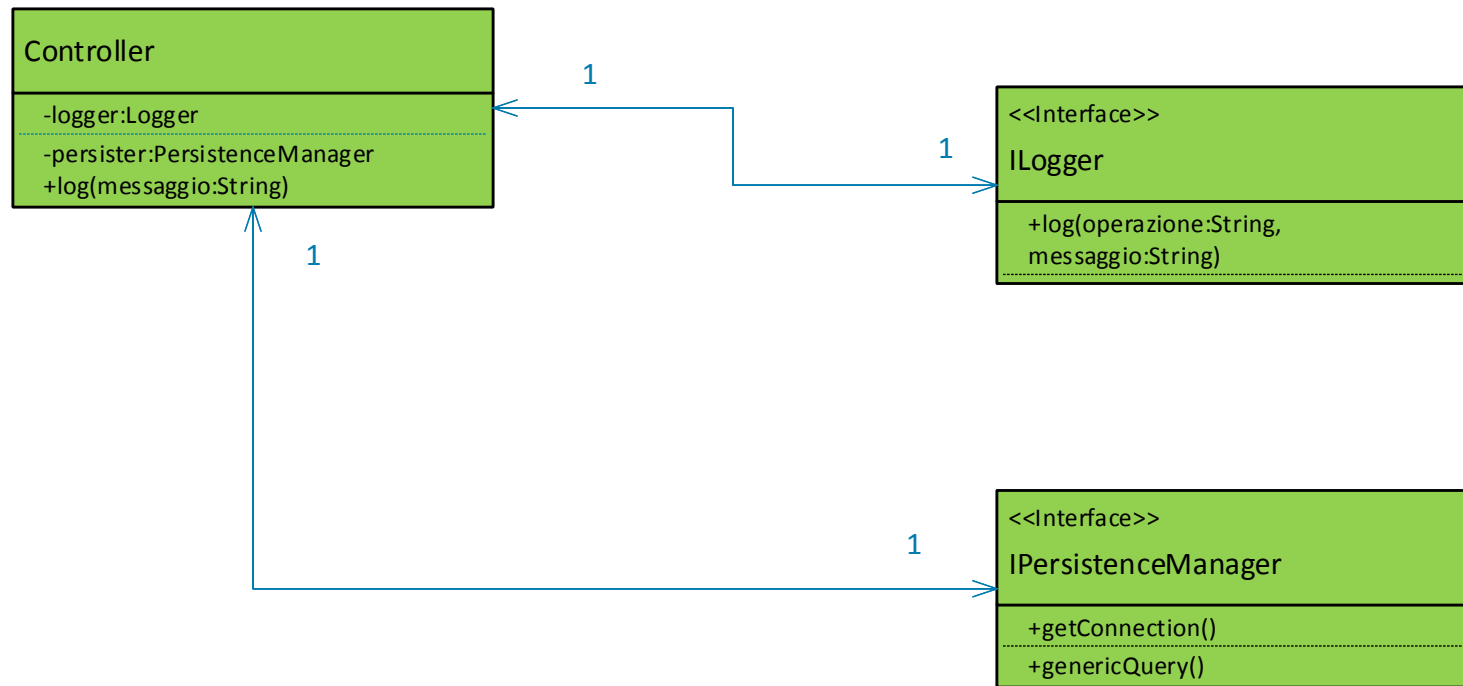 Controller
-logger:Logger
-persister:PersistenceManager
+log(messaggio:String)
1
1
<<Interface>>
ILogger
+log(operazione:String,
messaggio:String)
1
1
<<Interface>>
IPersistenceManager
+getConnection()
+genericQuery()